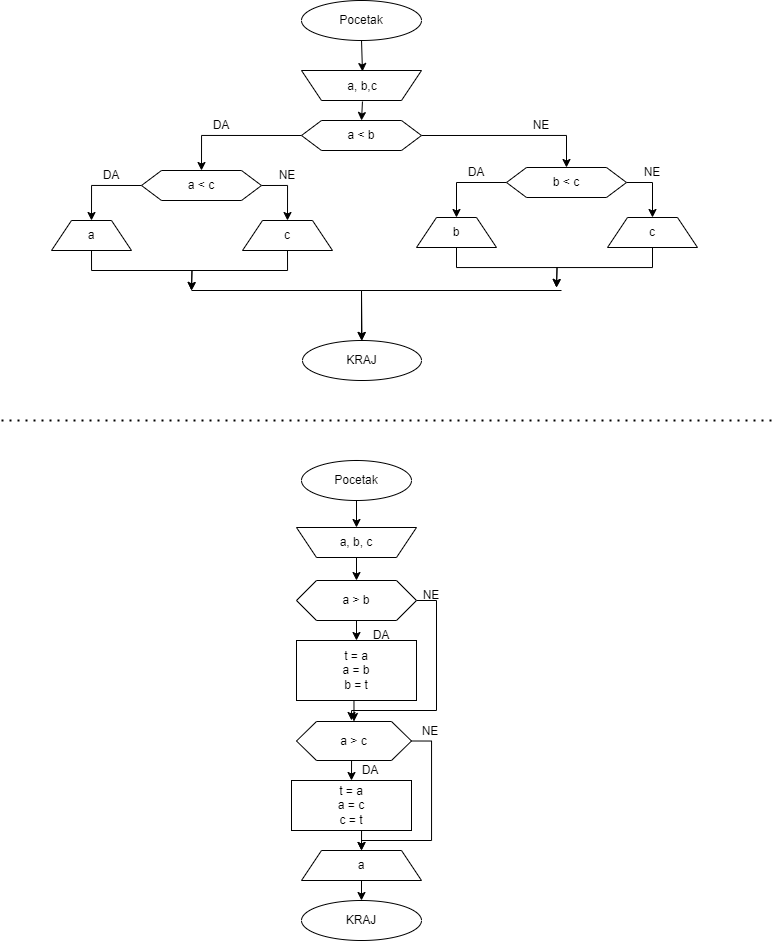 Pocetak
a, b,c
a < b
DA
NE
a < c
DA
NE
b < c
DA
NE
a
c
b
c
KRAJ
Pocetak
a, b, c
a > b
NE
DA
t = a
a = b
b = t
a > c
NE
DA
t = a
a = c
c = t
a
KRAJ